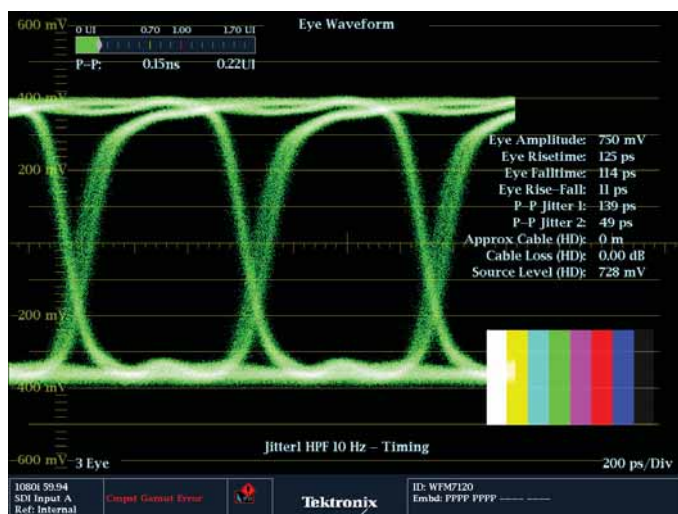 600 mV
Eye Waveform
0 UI 0.70 1.00 1.70 UI
P-P: 0.15ns 0.22UI
400 mV
Eye Amplitude: 750 mV
Eye Risetime: 125 ps
200 mV
Eye Falltime: 114 ps
Eye Rise-Fall: 11 ps
P-P Jitter 1: 139 ps
P-P Jitter 2: 49 ps
Approx Cable (HD): 0 m
Cable Loss (HD): 0.00 dB
Source Level (HD): 728 mV
-200 mV
400 mV
Jitter1 HPF 10 Hz - Timing
-600 mV
3 Eye
200 ps/Div
1080i 59.94
SDI Input A
Ref: Internal
Cmpst Gamut Error
Tektronix
ID: WFM7120
Embd: PPPP PPPP ---- ----